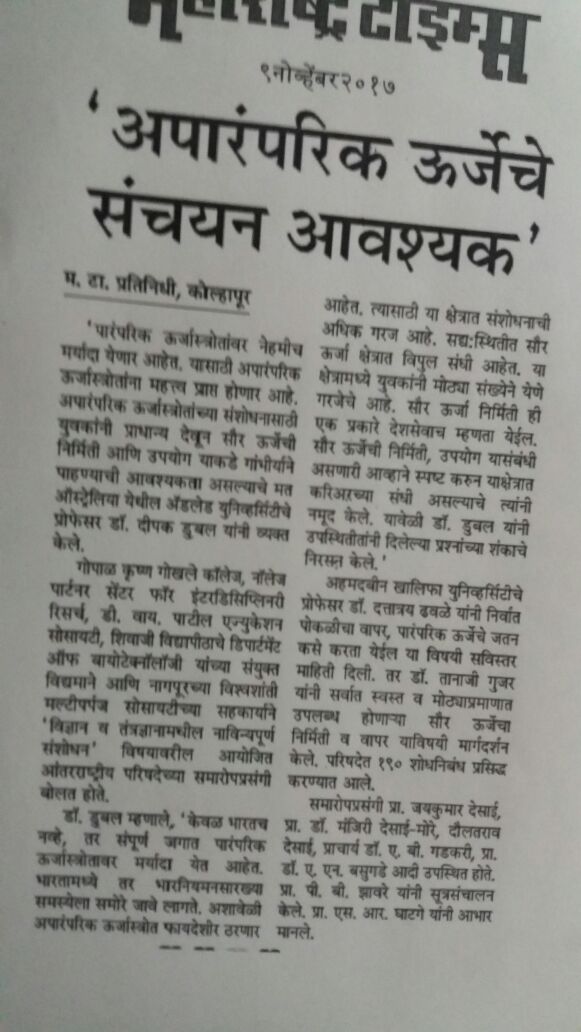 महाराष्ट्र टाइम्स
९नोव्हेंबर२०१७
‘अपारंपरिक ऊर्जेचे
संचयन आवश्यक’
म. टा. प्रतिनिधी, कोल्हापूर
‘पारंपरिक ऊर्जास्त्रोतांवर नेहमीच
मर्यादा येणार आहेत. यासाठी अपारंपरिक
ऊर्जास्त्रोतांना महत्त्व प्राप्त होणार आहे.
अपारंपरिक ऊर्जास्त्रोतांच्या संशोधनासाठी
युवकांनी प्राधान्य देवून सौर ऊर्जेची
निर्मिती आणि उपयोग याकडे गांभीर्याने
पाहण्याची आवश्यकता असल्याचे मत
ऑस्ट्रेलिया येथील अ‍ॅडलेड युनिव्हर्सिटीचे
प्रोफेसर डॉ. दीपक डुबल यांनी व्यक्त
केले.
गोपाळ कृष्ण गोखले कॉलेज, नॉलेज
पार्टनर सेंटर फॉर इंटरडिसिप्लिनरी
रिसर्च, डी. वाय. पाटील एज्युकेशन
सोसायटी, शिवाजी विद्यापीठाचे डिपार्टमेंट
ऑफ बायोटेक्नॉलॉजी यांच्या संयुक्त
विद्यमाने आणि नागपूरच्या विश्वशांती
मल्टीपर्पज सोसायटीच्या सहकार्याने
‘विज्ञान व तंत्रज्ञानामधील नाविन्यपूर्ण
संशोधन’ विषयावरील आयोजित
आंतरराष्ट्रीय परिषदेच्या समारोपप्रसंगी
बोलत होते.
डॉ. डुबल म्हणाले, ‘केवळ भारतच
नव्हे, तर संपूर्ण जगात पारंपरिक
ऊर्जास्त्रोतावर मर्यादा येत आहेत.
भारतामध्ये तर भारनियमनसारख्या
समस्येला समोरे जावे लागते. अशावेळी
अपारंपरिक ऊर्जास्त्रोत फायदेशीर ठरणार
आहेत. त्यासाठी या क्षेत्रात संशोधनाची
अधिक गरज आहे. सद्य:स्थितीत सौर
ऊर्जा क्षेत्रात विपुल संधी आहेत. या
क्षेत्रामध्ये युवकांनी मोठ्या संख्येने येणे
गरजेचे आहे. सौर ऊर्जा निर्मिती ही
एक प्रकारे देशसेवाच म्हणता येईल.
सौर ऊर्जेची निर्मिती, उपयोग यासंबंधी
असणारी आव्हाने स्पष्ट करुन याक्षेत्रात
करिअरच्या संधी असल्याचे त्यांनी
नमूद केले. यावेळी डॉ. डुबल यांनी
उपस्थितीतांनी दिलेल्या प्रश्नांच्या शंकाचे
निरसन केले.’
अहमदबीन खालिफा युनिव्हर्सिटीचे
प्रोफेसर डॉ. दत्तात्रय ढवळे यांनी निर्वात
पोकळीचा वापर, पारंपरिक ऊर्जेचे जतन
कसे करता येईल या विषयी सविस्तर
माहिती दिली. तर डॉ. तानाजी गुजर
यांनी सर्वात स्वस्त व मोठ्याप्रमाणात
उपलब्ध होणाऱ्या सौर ऊर्जेचा
निर्मिती व वापर याविषयी मार्गदर्शन
केले. परिषदेत १९० शोधनिबंध प्रसिद्ध
करण्यात आले.
समारोपप्रसंगी प्रा. जयकुमार देसाई,
प्रा. डॉ. मंजिरी देसाई-मोरे, दौलतराव
देसाई, प्राचार्य डॉ. ए. बी. गडकरी, प्रा.
डॉ. ए. एन. बसुगडे आदी उपस्थित होते.
प्रा. पी. बी. झावरे यांनी सूत्रसंचालन
केले. प्रा. एस. आर. घाटगे यांनी आभार
मानले.